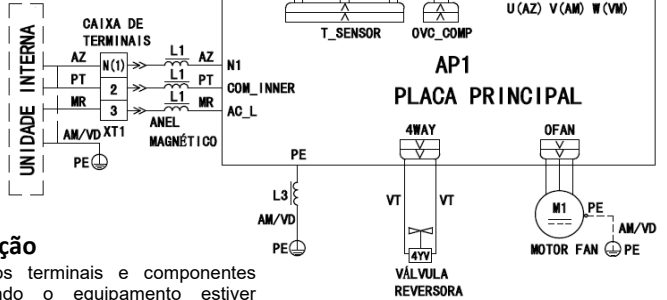 U(AZ) V(AM) W(VM)
T_SENSOR OVC_COMP
CAIXA DE
TERMINAIS
AP1
PLACA PRINCIPAL
UNIDADE INTERNA
AZ N(1) L1 AZ N1
PT 2 L1 PT COM_INNER
MR 3 L1 MR AC_L
AM/VD XT1
ANEL
MAGNÉTICO
PE
PE
4WAY OFAN
L3
AM/VD
PE
VT VT
4YV
VÁLVULA
REVERSORA
M1 PE
AM/VD
MOTOR FAN PE
ção
os terminais e componentes
ndo o equipamento estiver